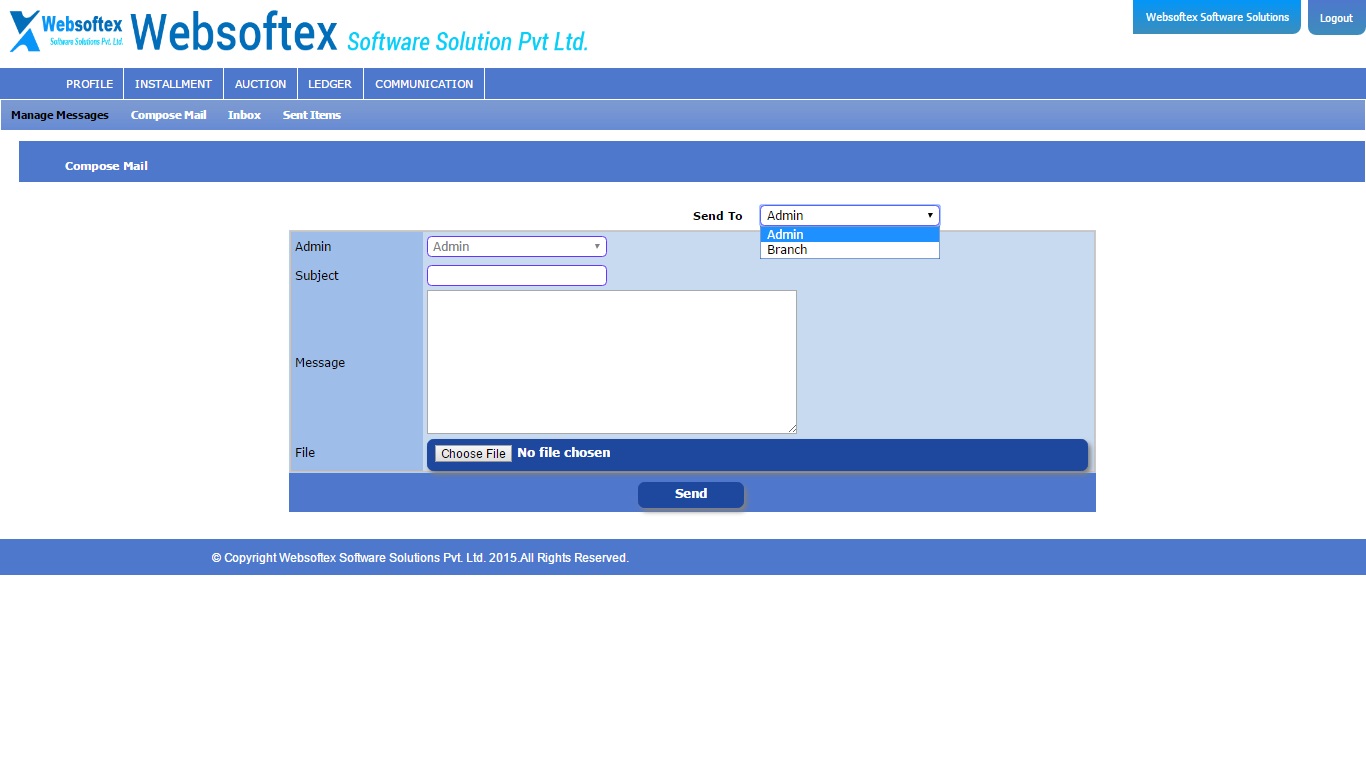 Websoftex
Software Solutions Pvt. Ltd.
Websoftex Software Solution Pvt Ltd.
Websoftex Software Solutions
Logout
PROFILE INSTALLMENT AUCTION LEDGER COMMUNICATION
Manage Messages Compose Mail Inbox Sent Items
Compose Mail
Send To Admin
Admin
Branch
Admin Admin
Subject
Message
File Choose File No file chosen
Send
© Copyright Websoftex Software Solutions Pvt. Ltd. 2015.All Rights Reserved.